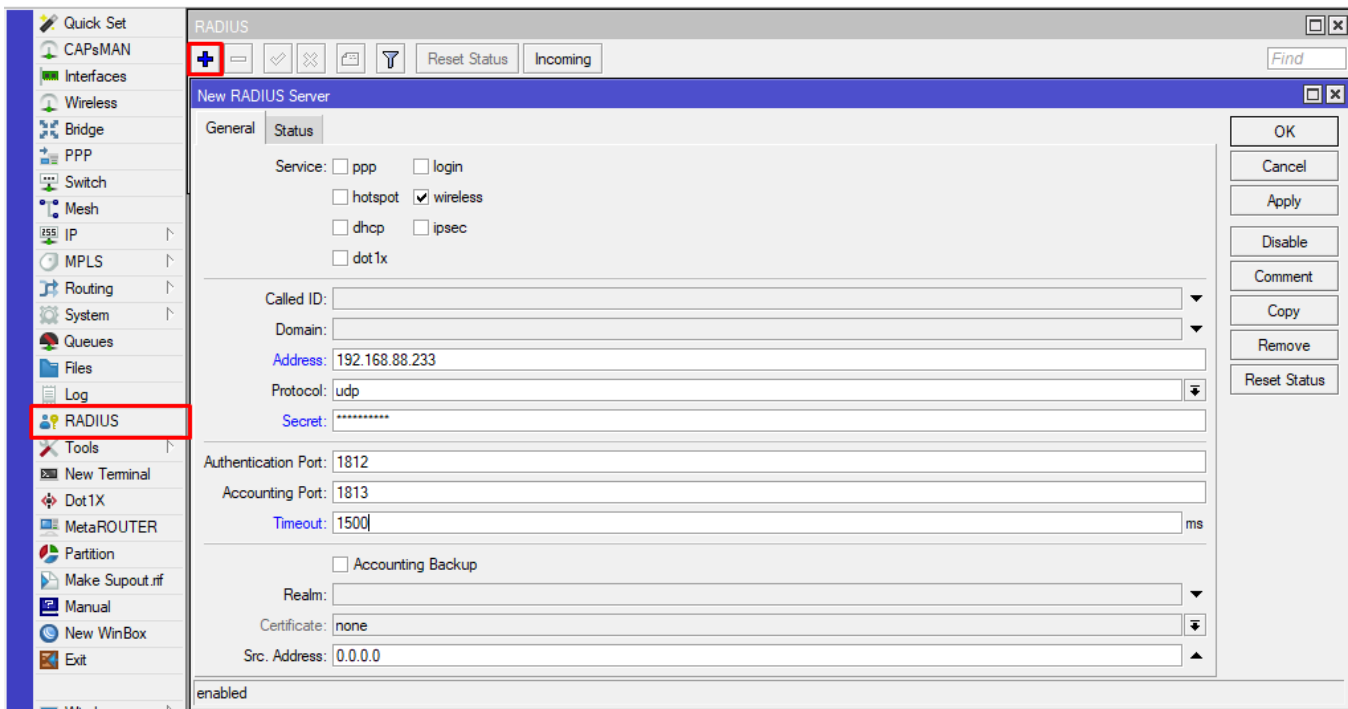 Quick Set
CAPsMAN
Interfaces
Wireless
Bridge
PPP
Switch
Mesh
255 IP
MPLS
Routing
System
Queues
Files
Log
RADIUS
Tools
New Terminal
Dot1X
MetaROUTER
Partition
Make Supout.rif
Manual
New WinBox
Exit
RADIUS
Reset Status Incoming Find
New RADIUS Server
General Status
Service: ppp login
hotspot wireless
dhcp ipsec
dot1x
Called ID:
Domain:
Address: 192.168.88.233
Protocol: udp
Secret: **********
Authentication Port: 1812
Accounting Port: 1813
Timeout: 1500 ms
Accounting Backup
Realm:
Certificate: none
Src. Address: 0.0.0.0
enabled
OK
Cancel
Apply
Disable
Comment
Copy
Remove
Reset Status